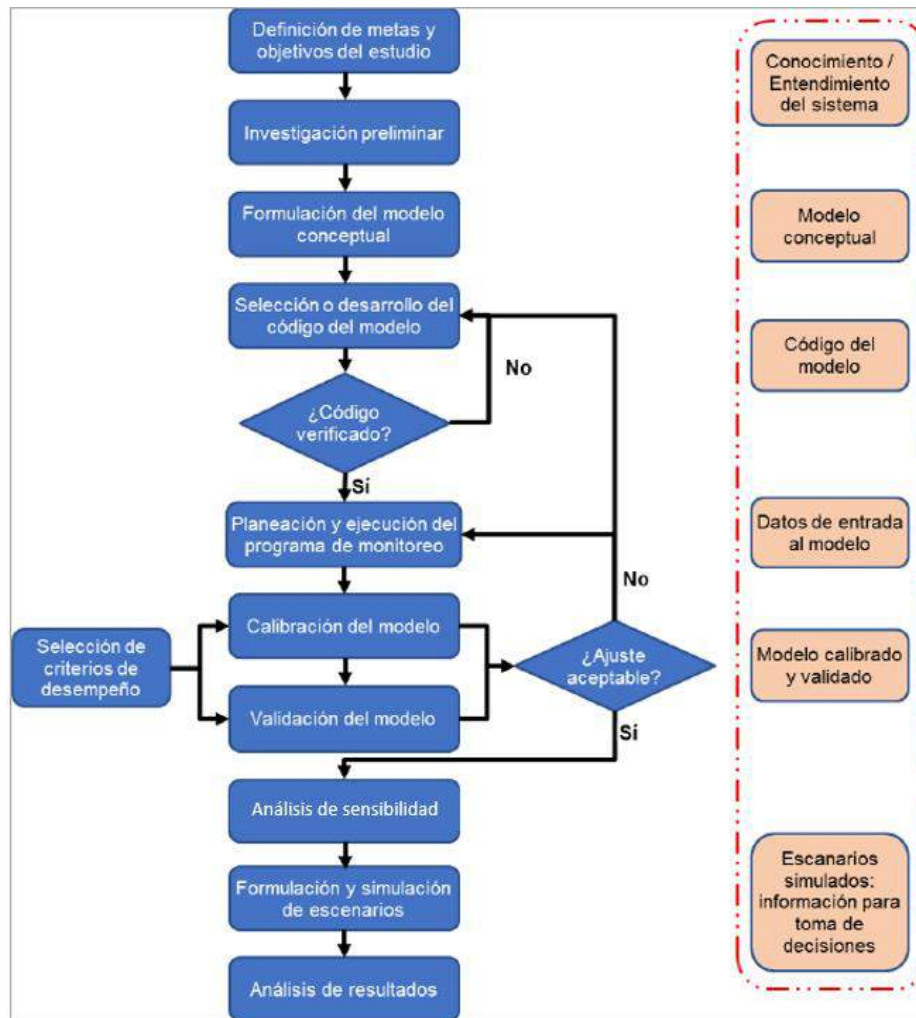 Definición de metas y
objetivos del estudio
Investigación preliminar
Formulación del modelo
conceptual
Selección o desarrollo del
código del modelo
No
¿Código
verificado?
Sí
Planeación y ejecución del
programa de monitoreo
No
Selección de
criterios de
desempeño
Calibración del modelo
¿Ajuste
aceptable?
Validación del modelo
Sí
Análisis de sensibilidad
Formulación y simulación
de escenarios
Análisis de resultados
Conocimiento /
Entendimiento
del sistema
Modelo
conceptual
Código del
modelo
Datos de entrada
al modelo
Modelo calibrado
y validado
Escanarios
simulados:
información para
toma de
decisiones